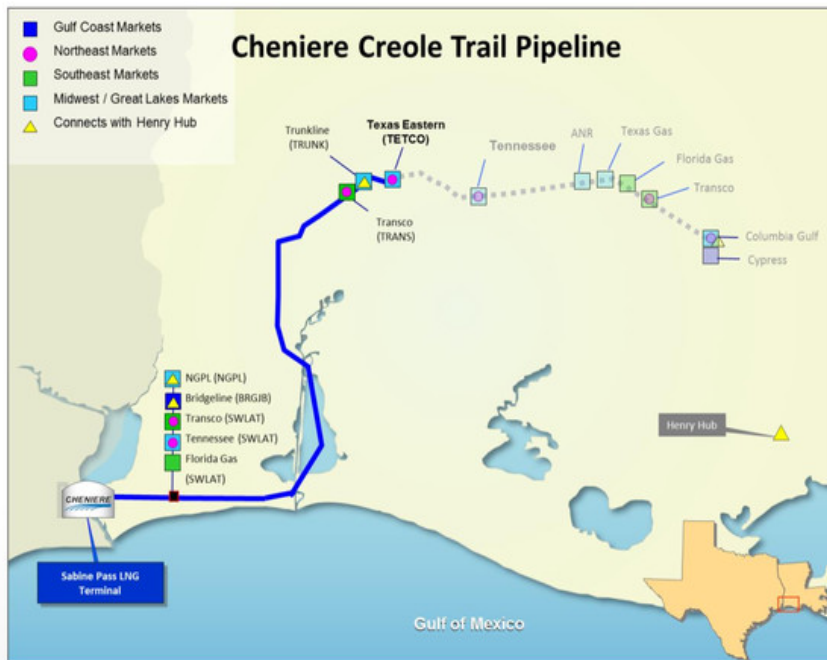 Gulf Coast Markets
Northeast Markets
Southeast Markets
Midwest / Great Lakes Markets
Connects with Henry Hub
Cheniere Creole Trail Pipeline
Trunkline
(TRUNK)
Texas Eastern
(TETCO)
Tennessee
ANR
Texas Gas
Florida Gas
Transco
Transco
(TRANS)
Columbia Gulf
Cypress
NGPL (NGPL)
Bridgeline (BRGJB)
Transco (SWLAT)
Tennessee (SWLAT)
Florida Gas
(SWLAT)
Henry Hub
CHENIERE
Sabine Pass LNG
Terminal
Gulf of Mexico